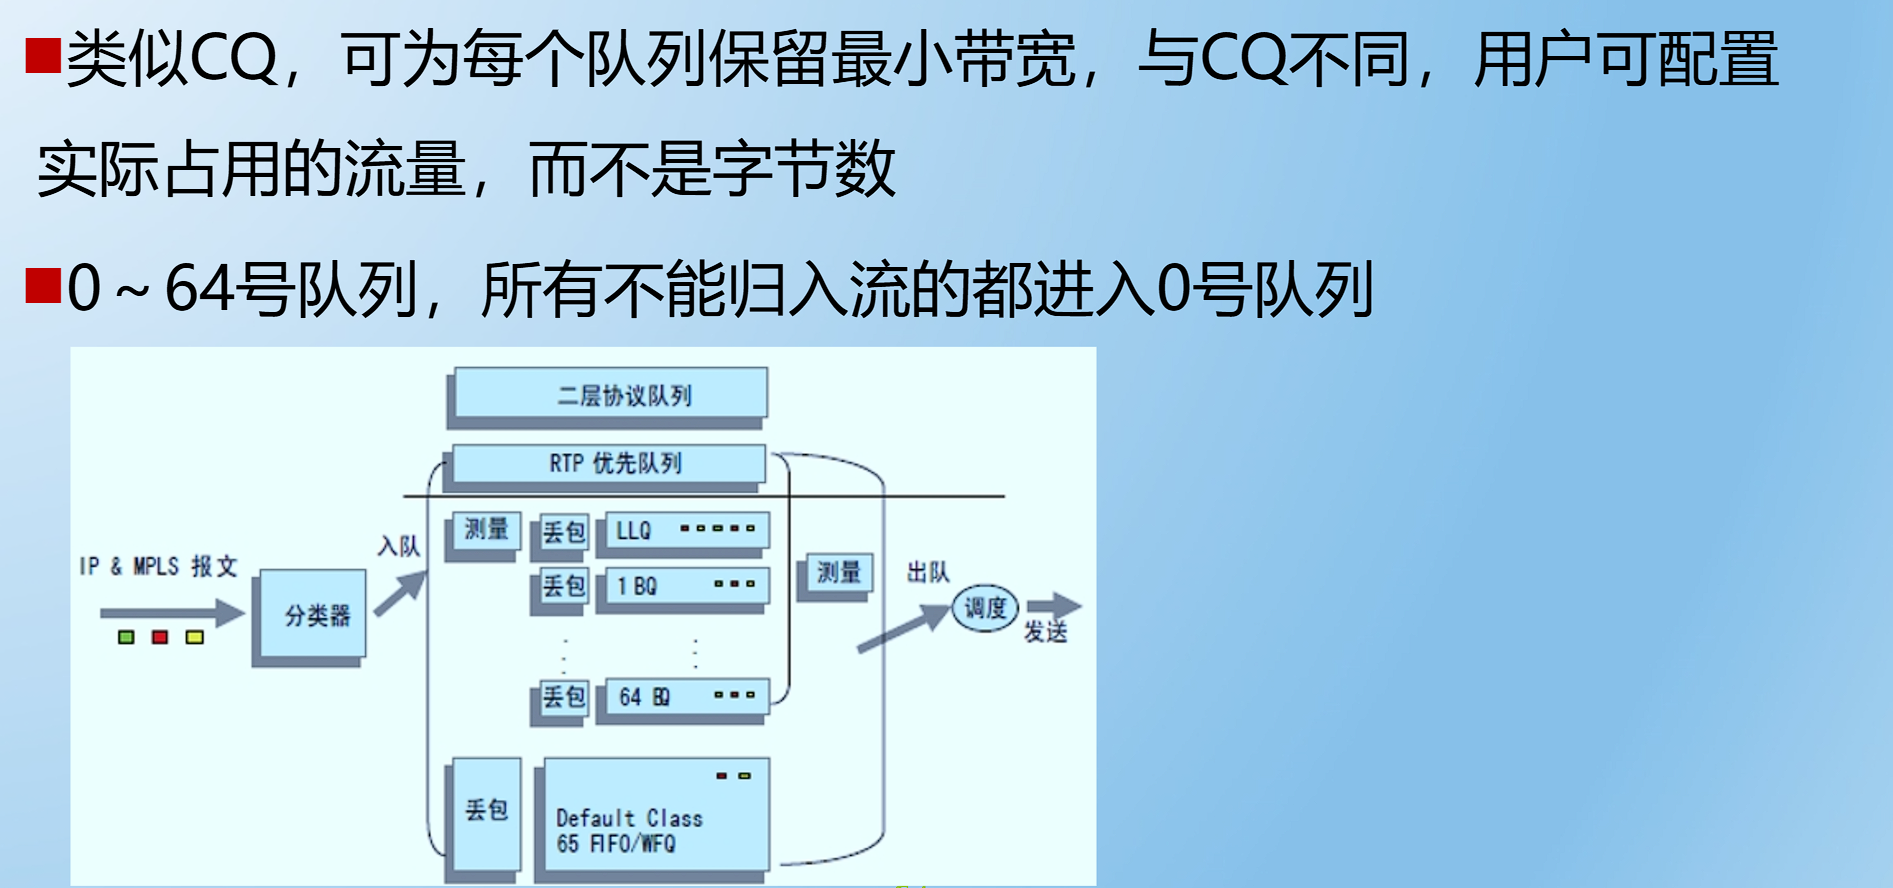 类似CQ，可为每个队列保留最小带宽，与CQ不同，用户可配置
实际占用的流量，而不是字节数
0～64号队列，所有不能归入流的都进入0号队列
二层协议队列
RTP 优先队列
测量
丢包
LLQ
入队
IP & MPLS 报文
分类器
丢包
1 BQ
测量
出队
调度
发送
丢包
64 BQ
丢包
Default Class
65 FIFO/WFQ